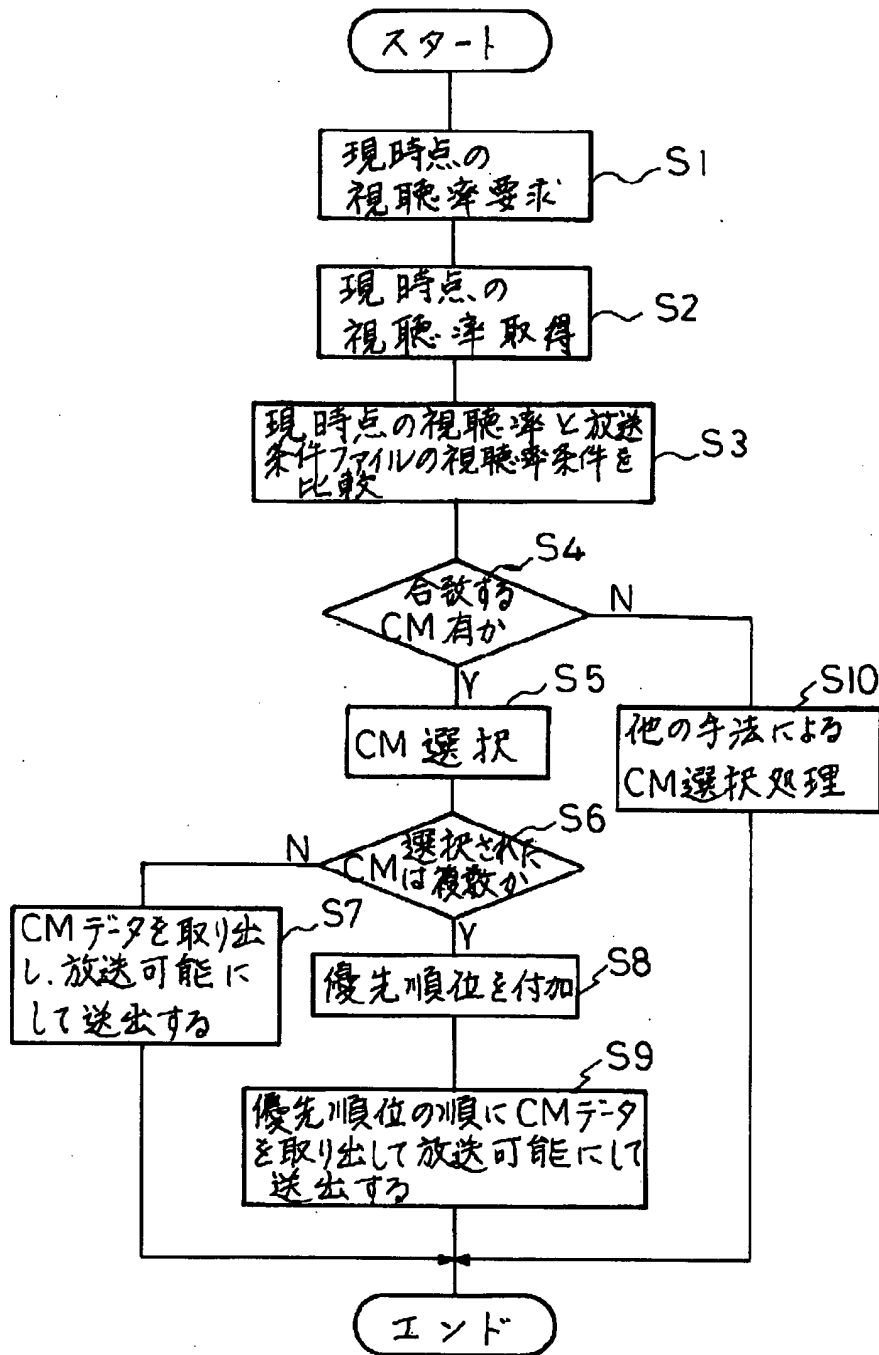 スタート
現時点の
視聴率要求
S1
現時点の
視聴率取得
S2
現時点の視聴率と放送
条件ファイルの視聴率条件を
比較
S3
S4
合致する
CM有か
N
Y
S5
CM選択
S10
他の手法による
CM選択処理
S6
選択された
CMは複数か
N
Y
S7
CMデータを取り出
し、放送可能に
して送出する
S8
優先順位を付加
S9
優先順位の順にCMデータ
を取り出して放送可能にして
送出する
エンド